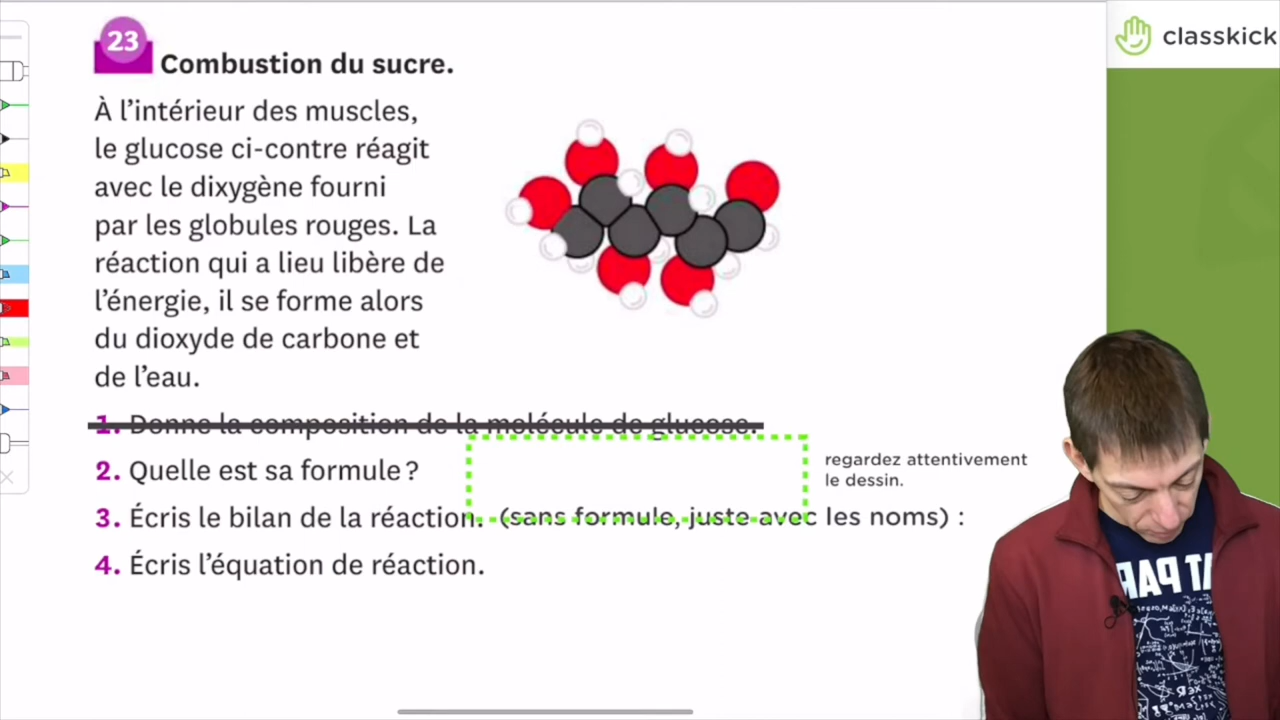 23
Combustion du sucre.
À l'intérieur des muscles,
le glucose ci-contre réagit
avec le dixygène fourni
par les globules rouges. La
réaction qui a lieu libère de
l'énergie, il se forme alors
du dioxyde de carbone et
de l'eau.
1. Donne la composition de la molécule de glucose.
2. Quelle est sa formule ?
regardez attentivement
le dessin.
3. Écris le bilan de la réaction. (sans formule, juste avec les noms) :
4. Écris l'équation de réaction.
classkick